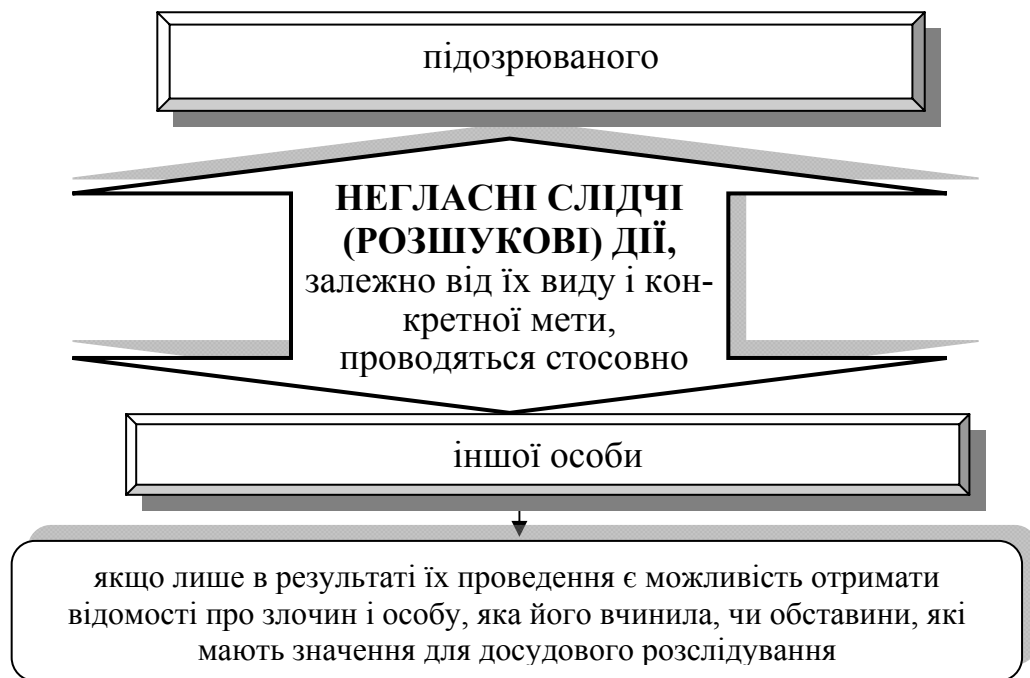 підозрюваного
НЕГЛАСНІ СЛІДЧІ
(РОЗШУКОВІ) ДІЇ,
залежно від їх виду і кон-
кретної мети,
проводяться стосовно
іншої особи
якщо лише в результаті їх проведення є можливість отримати
відомості про злочин і особу, яка його вчинила, чи обставини, які
мають значення для досудового розслідування